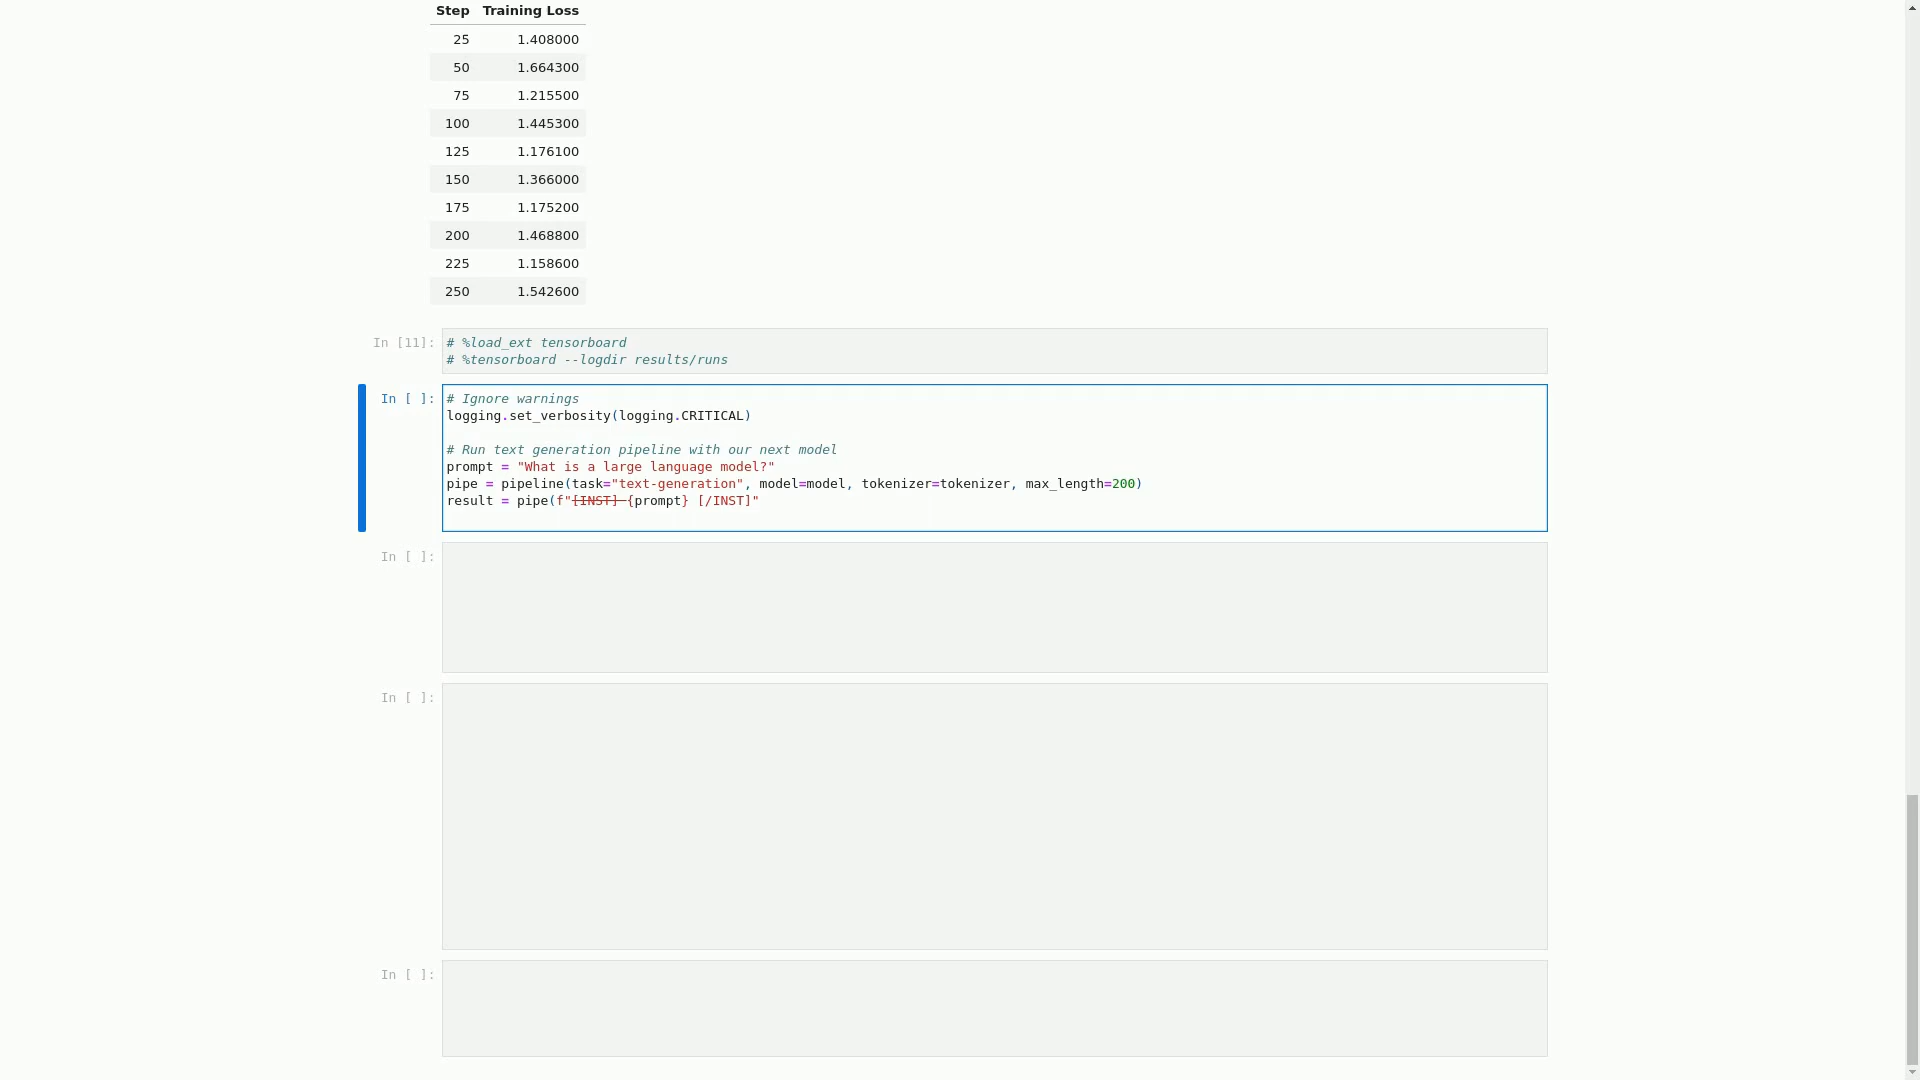 Step Training Loss
25 1.408000
50 1.664300
75 1.215500
100 1.445300
125 1.176100
150 1.366000
175 1.175200
200 1.468800
225 1.158600
250 1.542600
In [11]: # %load_ext tensorboard
# %tensorboard --logdir results/runs
In [ ]: # Ignore warnings
logging.set_verbosity(logging.CRITICAL)
# Run text generation pipeline with our next model
prompt = "What is a large language model?"
pipe = pipeline(task="text-generation", model=model, tokenizer=tokenizer, max_length=200)
result = pipe(f"[INST] {prompt} [/INST]"
In [ ]:
In [ ]:
In [ ]: